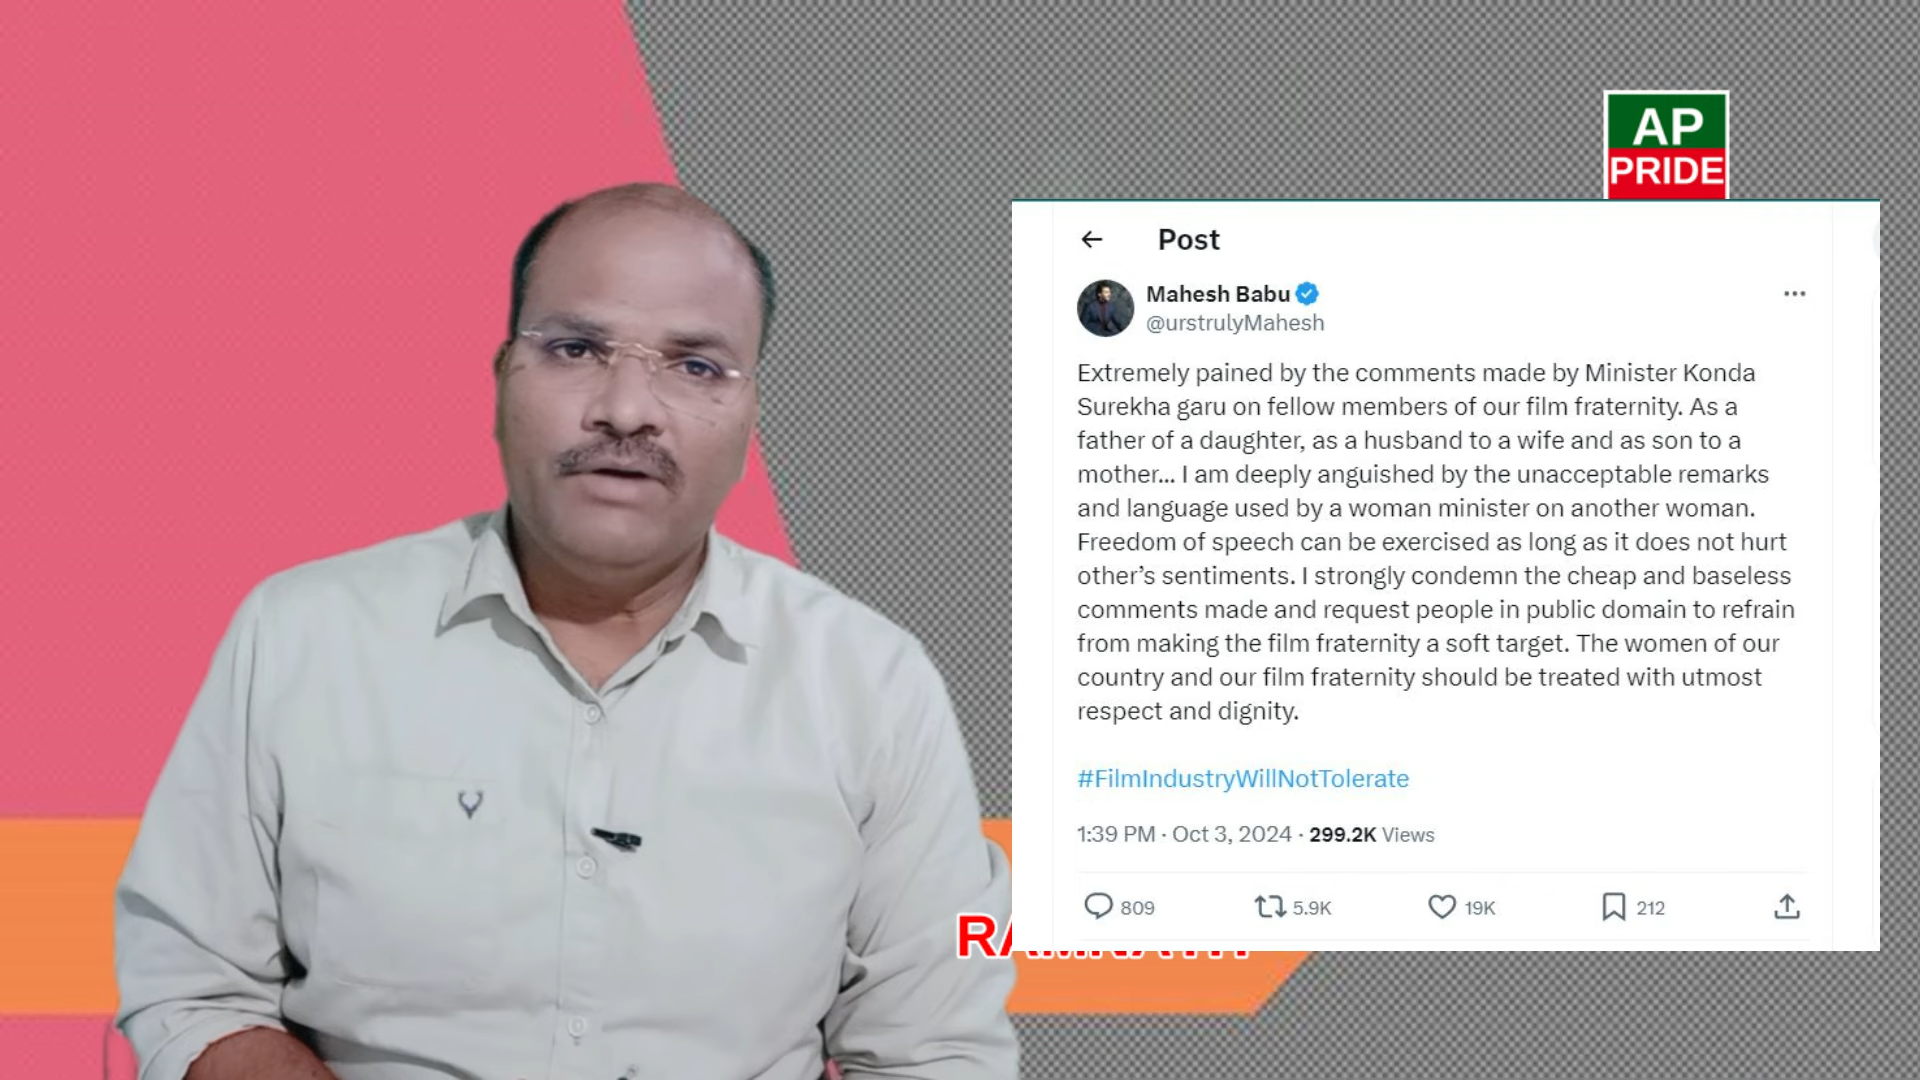 AP
PRIDE
Post
Mahesh Babu
@urstrulyMahesh
Extremely pained by the comments made by Minister Konda
Surekha garu on fellow members of our film fraternity. As a
father of a daughter, as a husband to a wife and as son to a
mother... I am deeply anguished by the unacceptable remarks
and language used by a woman minister on another woman.
Freedom of speech can be exercised as long as it does not hurt
other’s sentiments. I strongly condemn the cheap and baseless
comments made and request people in public domain to refrain
from making the film fraternity a soft target. The women of our
country and our film fraternity should be treated with utmost
respect and dignity.
#FilmIndustryWillNotTolerate
1:39 PM · Oct 3, 2024 · 299.2K Views
809 5.9K 19K 212